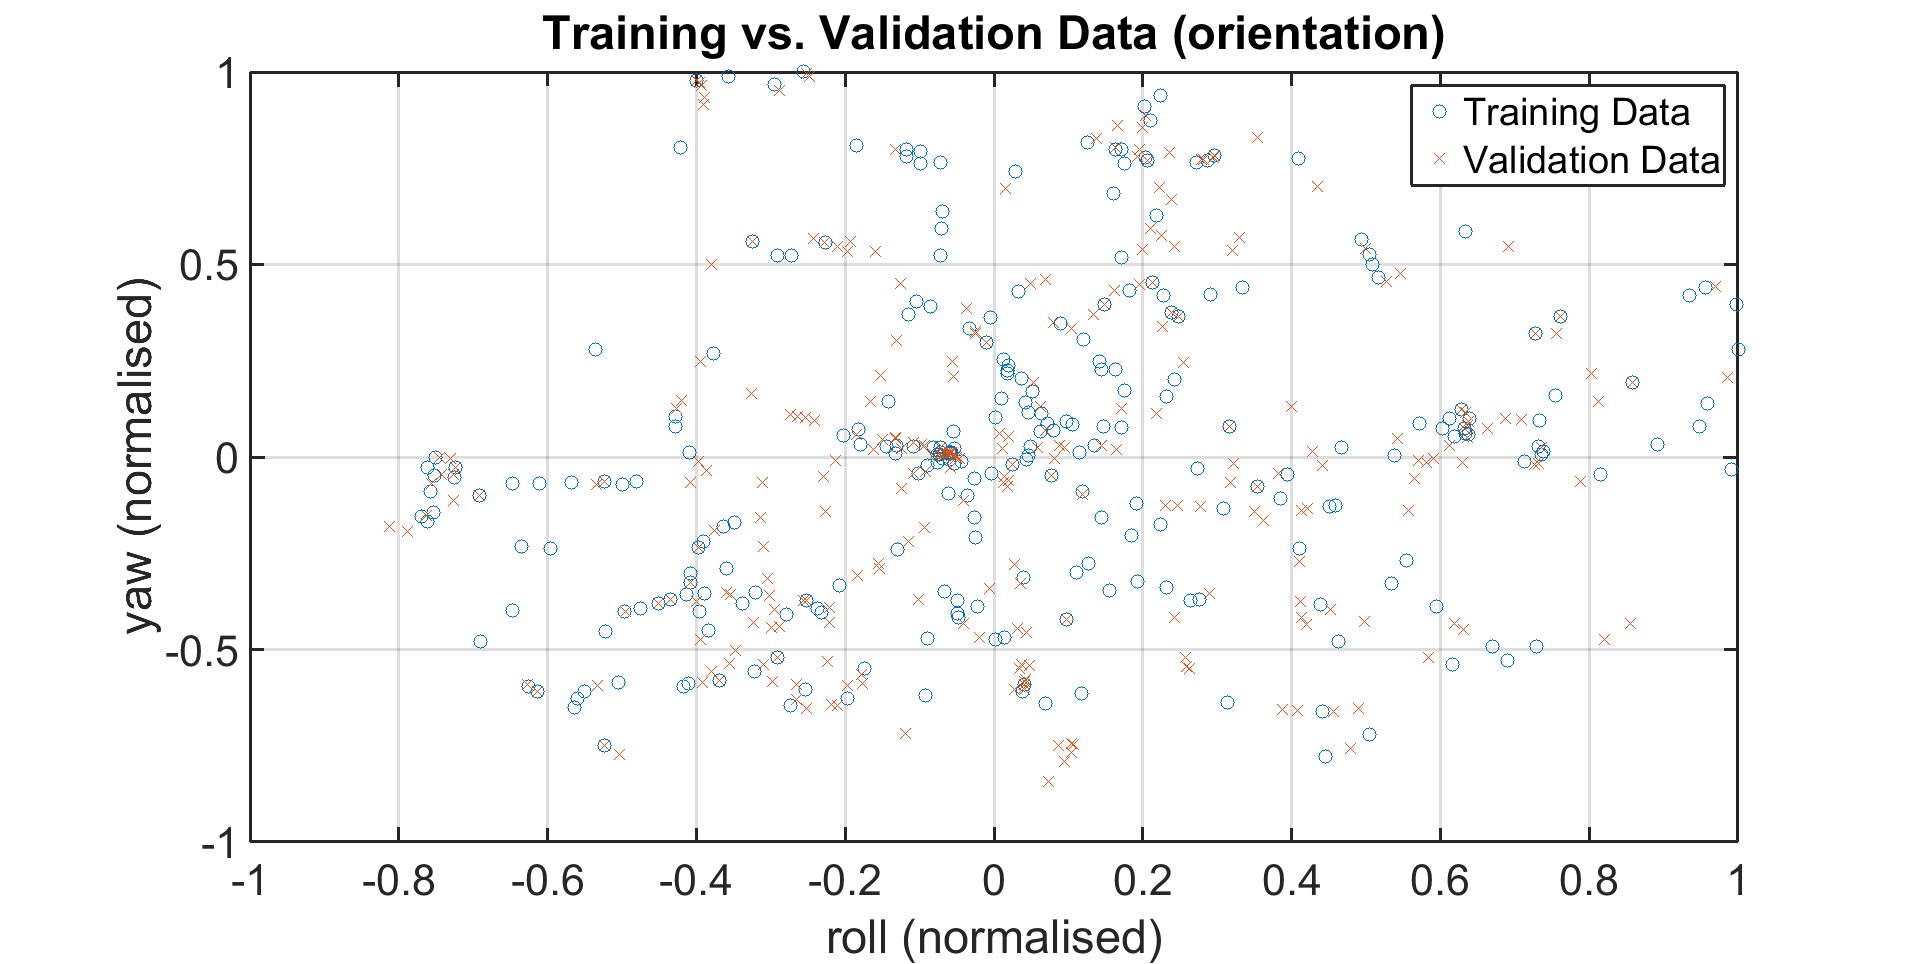 Training vs. Validation Data (orientation)
Training Data
Validation Data
yaw (normalised)
1
0.5
0
-0.5
-1
-1 -0.8 -0.6 -0.4 -0.2 0 0.2 0.4 0.6 0.8 1
roll (normalised)